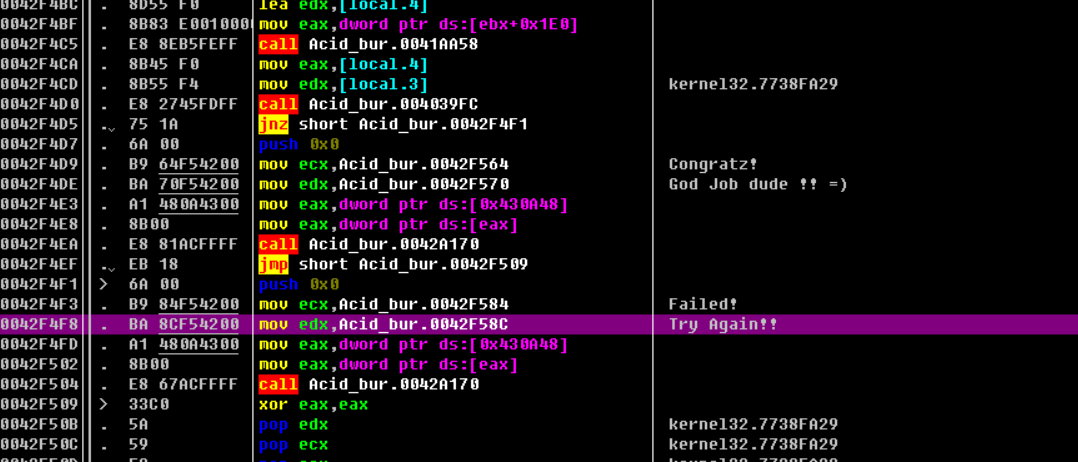 0042F4BC . 8D55 F0 lea edx,[local.4]
0042F4BF . 8B83 E0010000 mov eax,dword ptr ds:[ebx+0x1E0]
0042F4C5 . E8 8EB5FEFF call Acid_bur.0041AA58
0042F4CA . 8B45 F0 mov eax,[local.4]
0042F4CD . 8B55 F4 mov edx,[local.3] kernel32.7738FA29
0042F4D0 . E8 2745FDFF call Acid_bur.004039FC
0042F4D5 .⌄ 75 1A jnz short Acid_bur.0042F4F1
0042F4D7 . 6A 00 push 0x0
0042F4D9 . B9 64F54200 mov ecx,Acid_bur.0042F564 Congratz!
0042F4DE . BA 70F54200 mov edx,Acid_bur.0042F570 God Job dude !! =)
0042F4E3 . A1 480A4300 mov eax,dword ptr ds:[0x430A48]
0042F4E8 . 8B00 mov eax,dword ptr ds:[eax]
0042F4EA . E8 81ACFFFF call Acid_bur.0042A170
0042F4EF .⌄ EB 18 jmp short Acid_bur.0042F509
0042F4F1 > 6A 00 push 0x0
0042F4F3 . B9 84F54200 mov ecx,Acid_bur.0042F584 Failed!
0042F4F8 . BA 8CF54200 mov edx,Acid_bur.0042F58C Try Again!!
0042F4FD . A1 480A4300 mov eax,dword ptr ds:[0x430A48]
0042F502 . 8B00 mov eax,dword ptr ds:[eax]
0042F504 . E8 67ACFFFF call Acid_bur.0042A170
0042F509 > 33C0 xor eax,eax
0042F50B . 5A pop edx kernel32.7738FA29
0042F50C . 59 pop ecx kernel32.7738FA29